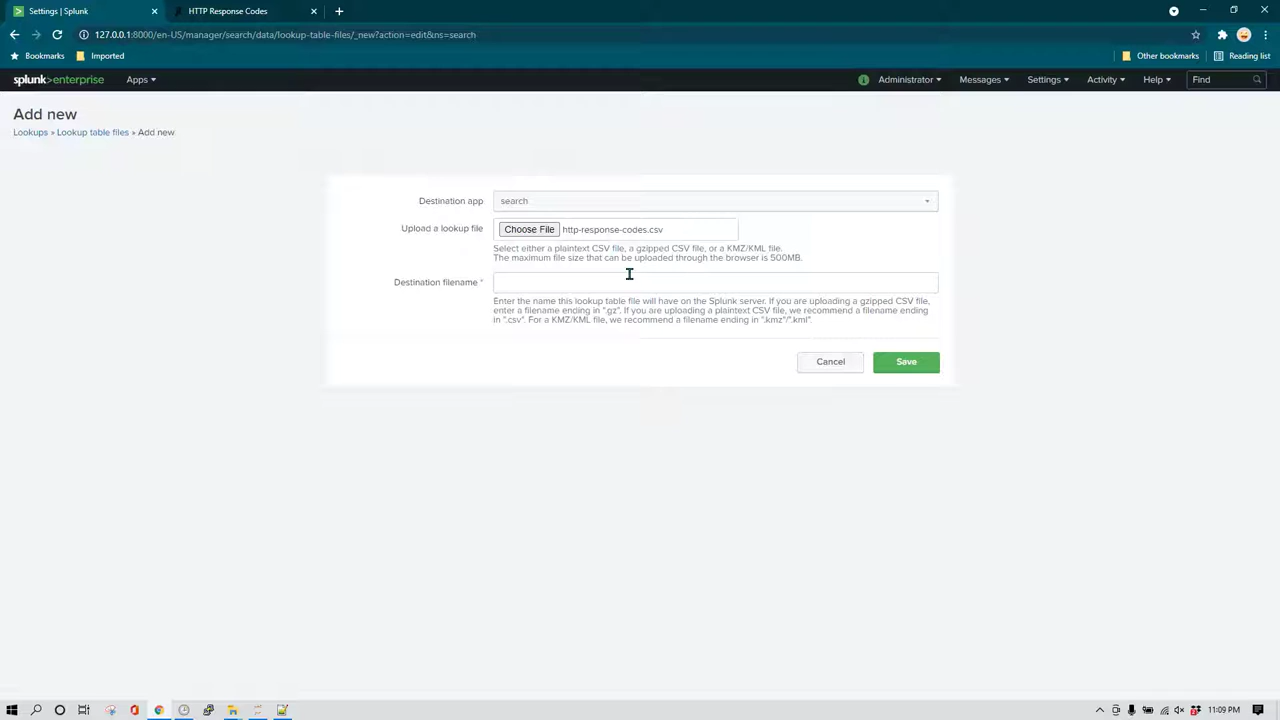 Settings | Splunk
HTTP Response Codes
127.0.0.1:8000/en-US/manager/search/data/lookup-table-files/_new?action=edit&ns=search
Bookmarks
Imported
Other bookmarks
Reading list
splunk>enterprise
Apps
Administrator
Messages
Settings
Activity
Help
Find
Add new
Lookups » Lookup table files » Add new
Destination app
search
Upload a lookup file
Choose File http-response-codes.csv
Select either a plaintext CSV file, a gzipped CSV file, or a KMZ/KML file.
The maximum file size that can be uploaded through the browser is 500MB.
Destination filename *
Enter the name this lookup table file will have on the Splunk server. If you are uploading a gzipped CSV file,
enter a filename ending in ".gz". If you are uploading a plaintext CSV file, we recommend a filename ending
in ".csv". For a KMZ/KML file, we recommend a filename ending in ".kmz"/".kml".
Cancel
Save
11:09 PM